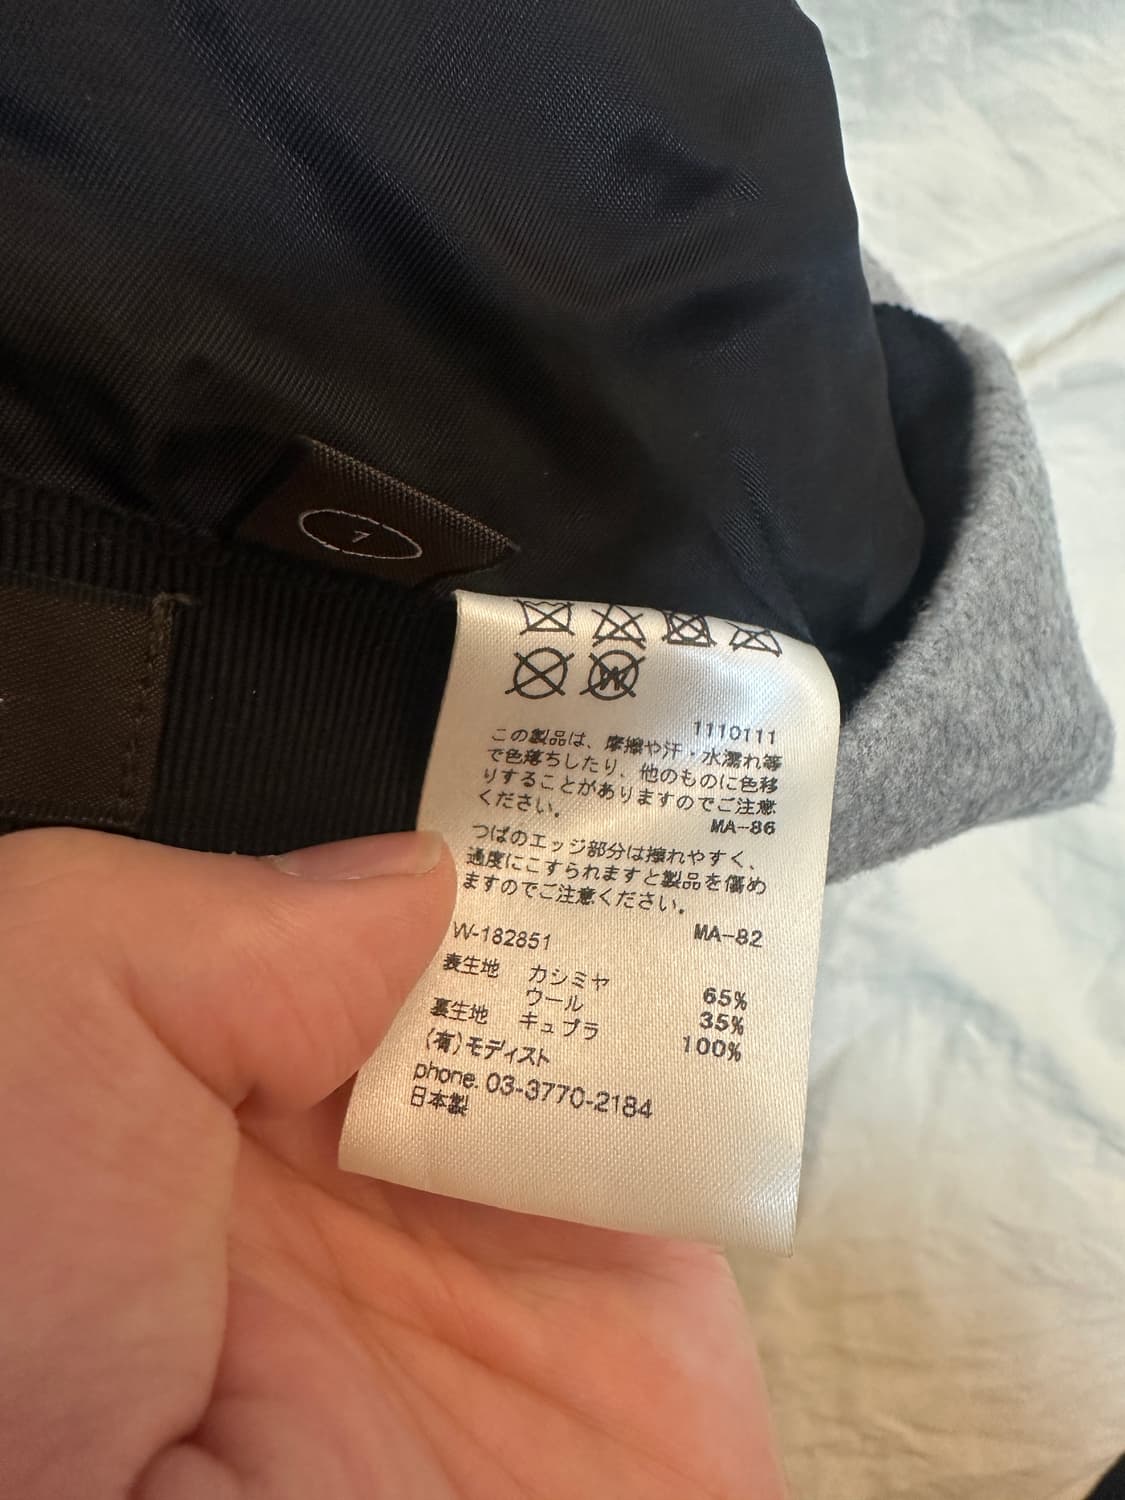 1
W
1110111
この製品は、摩擦や汗・水濡れ等
で色落ちしたり、他のものに色移
りすることがありますのでご注意
ください。
MA-86
つばのエッジ部分は擦れやすく、
過度にこすられますと製品を傷め
ますのでご注意ください。
MA-82
W-182851
表生地 カシミヤ 65%
ウール 35%
裏生地 キュプラ 100%
(有)モディスト
phone. 03-3770-2184
日本製